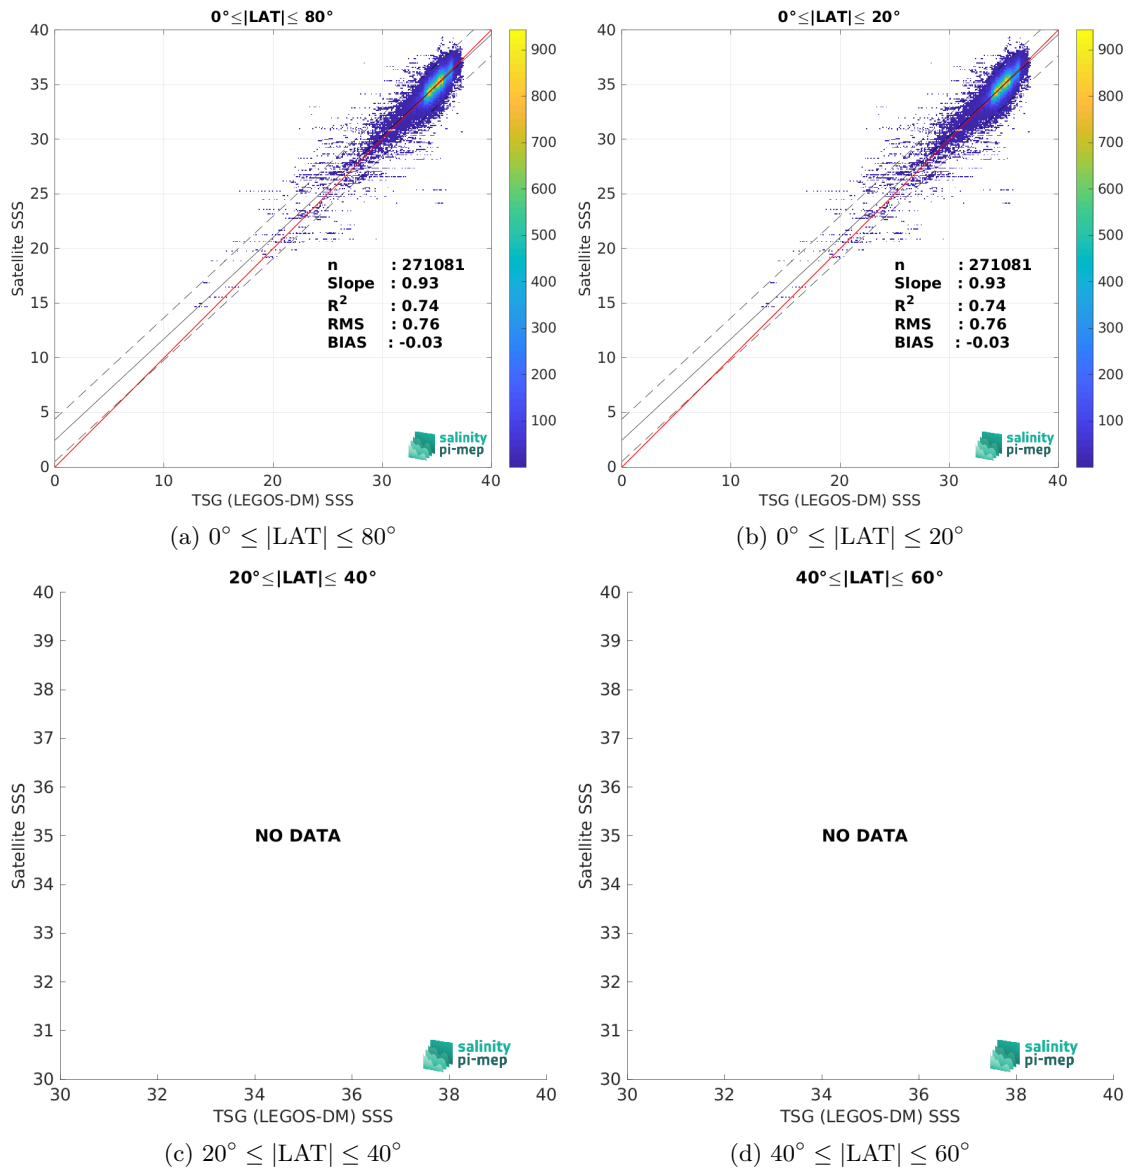 0°≤|LAT|≤ 80°
40
35
30
25
20
15
10
5
0
Satellite SSS
n : 271081
Slope : 0.93
R2 : 0.74
RMS : 0.76
BIAS : -0.03
salinity
pi-mep
0 10 20 30 40
TSG (LEGOS-DM) SSS
900
800
700
600
500
400
300
200
100
(a) 0° ≤ |LAT| ≤ 80°
0°≤|LAT|≤ 20°
40
35
30
25
20
15
10
5
0
Satellite SSS
n : 271081
Slope : 0.93
R2 : 0.74
RMS : 0.76
BIAS : -0.03
salinity
pi-mep
0 10 20 30 40
TSG (LEGOS-DM) SSS
900
800
700
600
500
400
300
200
100
(b) 0° ≤ |LAT| ≤ 20°
20°≤|LAT|≤ 40°
40
39
38
37
36
35
34
33
32
31
30
Satellite SSS
NO DATA
salinity
pi-mep
30 32 34 36 38 40
TSG (LEGOS-DM) SSS
(c) 20° ≤ |LAT| ≤ 40°
40°≤|LAT|≤ 60°
40
39
38
37
36
35
34
33
32
31
30
Satellite SSS
NO DATA
salinity
pi-mep
30 32 34 36 38 40
TSG (LEGOS-DM) SSS
(d) 40° ≤ |LAT| ≤ 60°